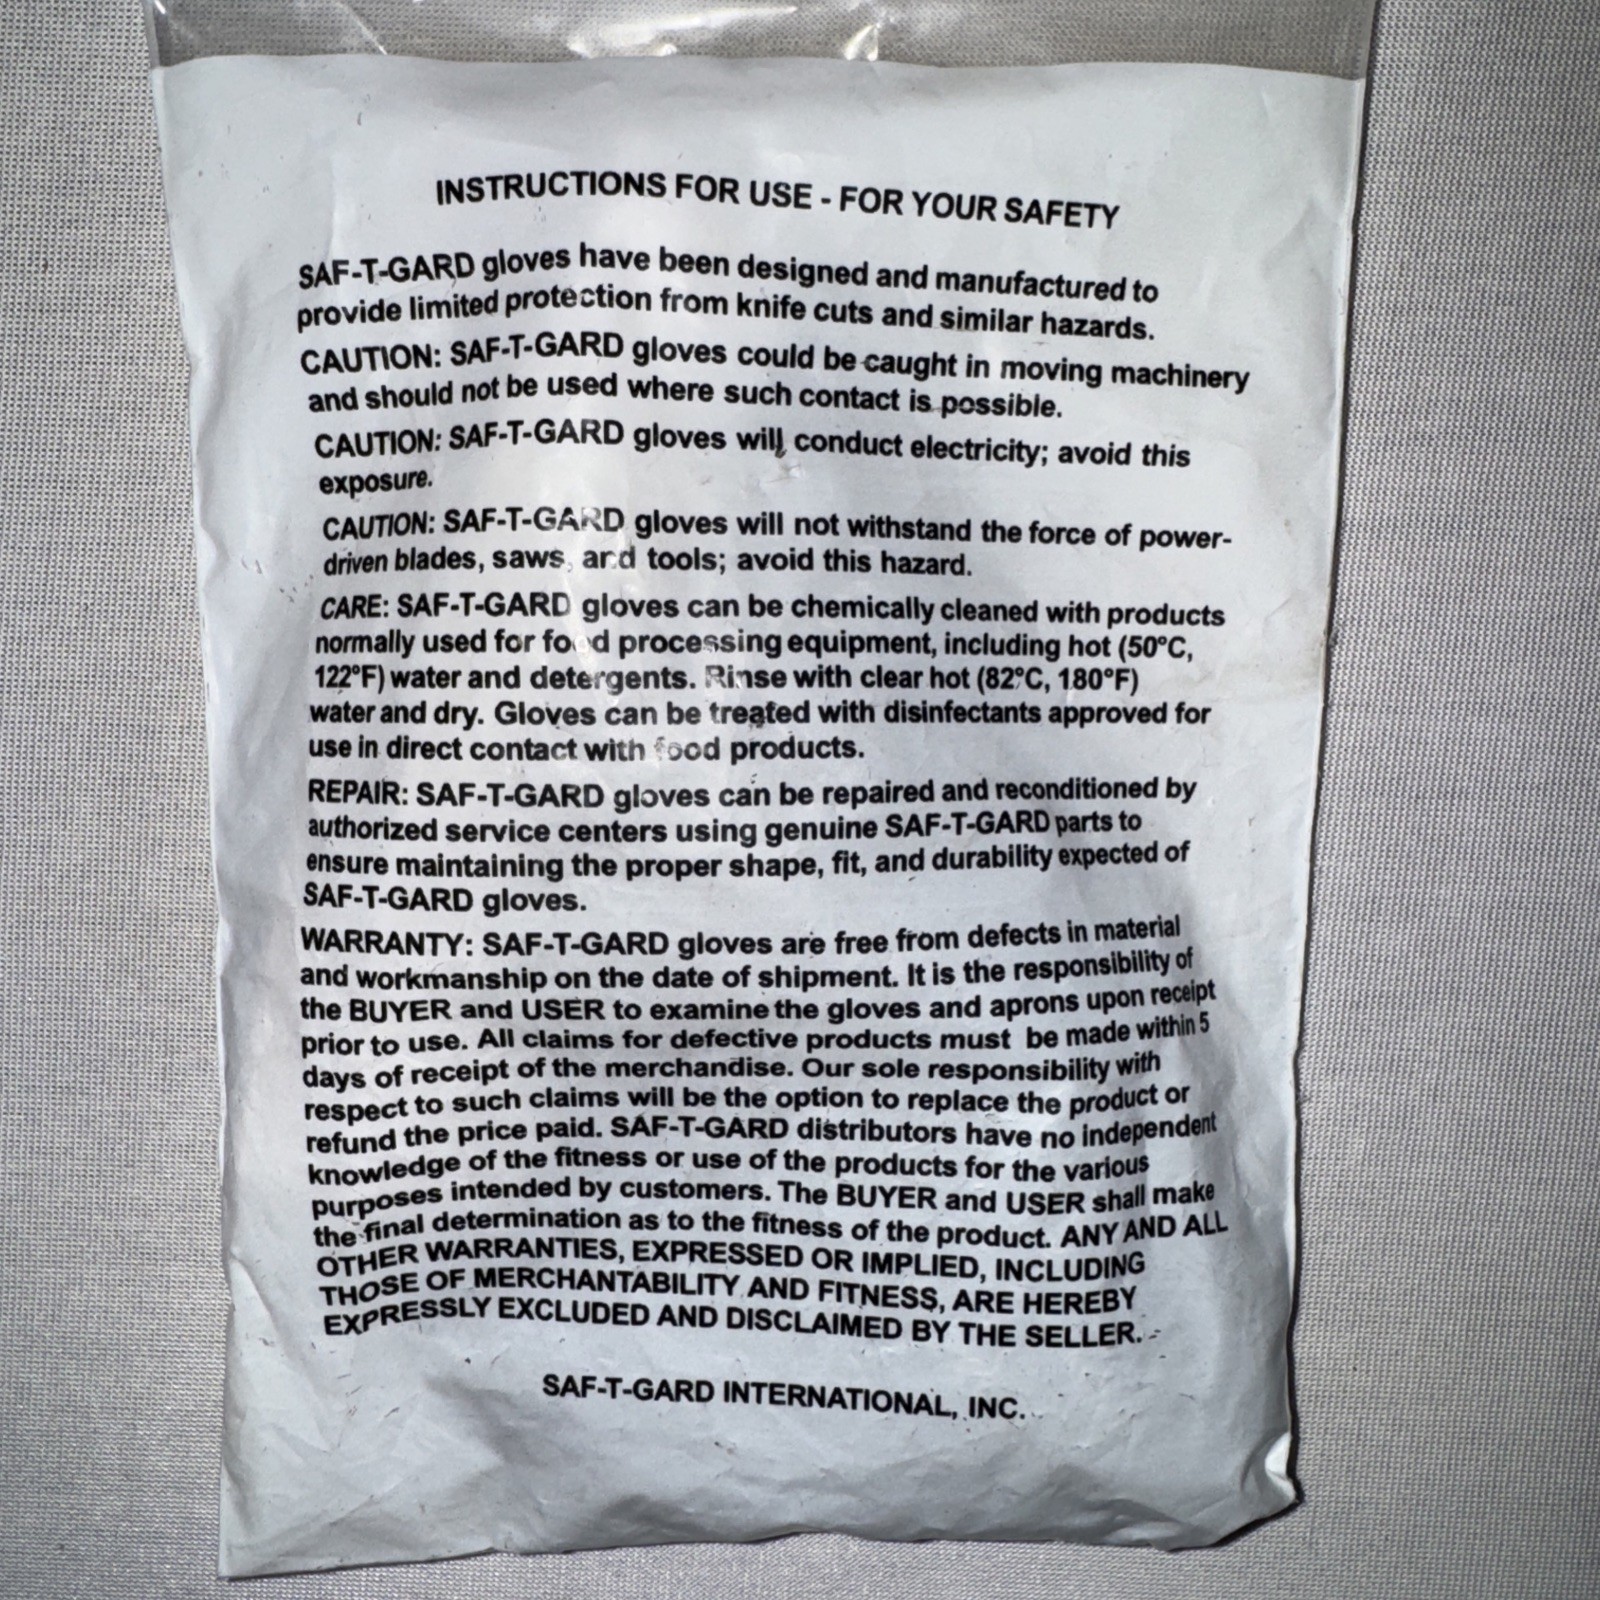 INSTRUCTIONS FOR USE - FOR YOUR SAFETY
SAF-T-GARD gloves have been designed and manufactured to
provide limited protection from knife cuts and similar hazards.
CAUTION: SAF-T-GARD gloves could be caught in moving machinery
and should not be used where such contact is possible.
CAUTION: SAF-T-GARD gloves will conduct electricity; avoid this
exposure.
CAUTION: SAF-T-GARD gloves will not withstand the force of power-
driven blades, saws, and tools; avoid this hazard.
CARE: SAF-T-GARD gloves can be chemically cleaned with products
normally used for food processing equipment, including hot (50°C,
122°F) water and detergents. Rinse with clear hot (82°C, 180°F)
water and dry. Gloves can be treated with disinfectants approved for
use in direct contact with food products.
REPAIR: SAF-T-GARD gloves can be repaired and reconditioned by
authorized service centers using genuine SAF-T-GARD parts to
ensure maintaining the proper shape, fit, and durability expected of
SAF-T-GARD gloves.
WARRANTY: SAF-T-GARD gloves are free from defects in material
and workmanship on the date of shipment. It is the responsibility of
the BUYER and USER to examine the gloves and aprons upon receipt
prior to use. All claims for defective products must be made within 5
days of receipt of the merchandise. Our sole responsibility with
respect to such claims will be the option to replace the product or
refund the price paid. SAF-T-GARD distributors have no independent
knowledge of the fitness or use of the products for the various
purposes intended by customers. The BUYER and USER shall make
the final determination as to the fitness of the product. ANY AND ALL
OTHER WARRANTIES, EXPRESSED OR IMPLIED, INCLUDING
THOSE OF MERCHANTABILITY AND FITNESS, ARE HEREBY
EXPRESSLY EXCLUDED AND DISCLAIMED BY THE SELLER.
SAF-T-GARD INTERNATIONAL, INC.